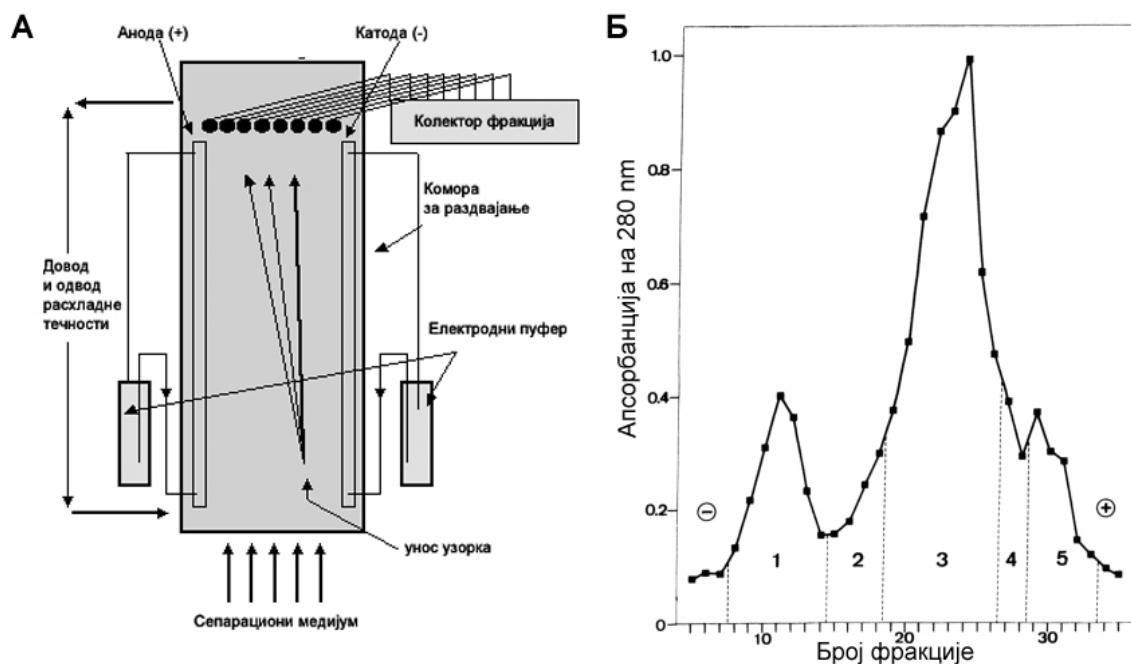 А
Анода (+)
Катода (-)
Колектор фракција
Комора
за раздвајање
Довод
и одвод
расхладне
течности
Електродни пуфер
унос узорка
Сепарациони медијум
Б
Апсорбанција на 280 nm
1.0
0.8
0.6
0.4
0.2
0
−
+
1
2
3
4
5
10
20
30
Број фракције